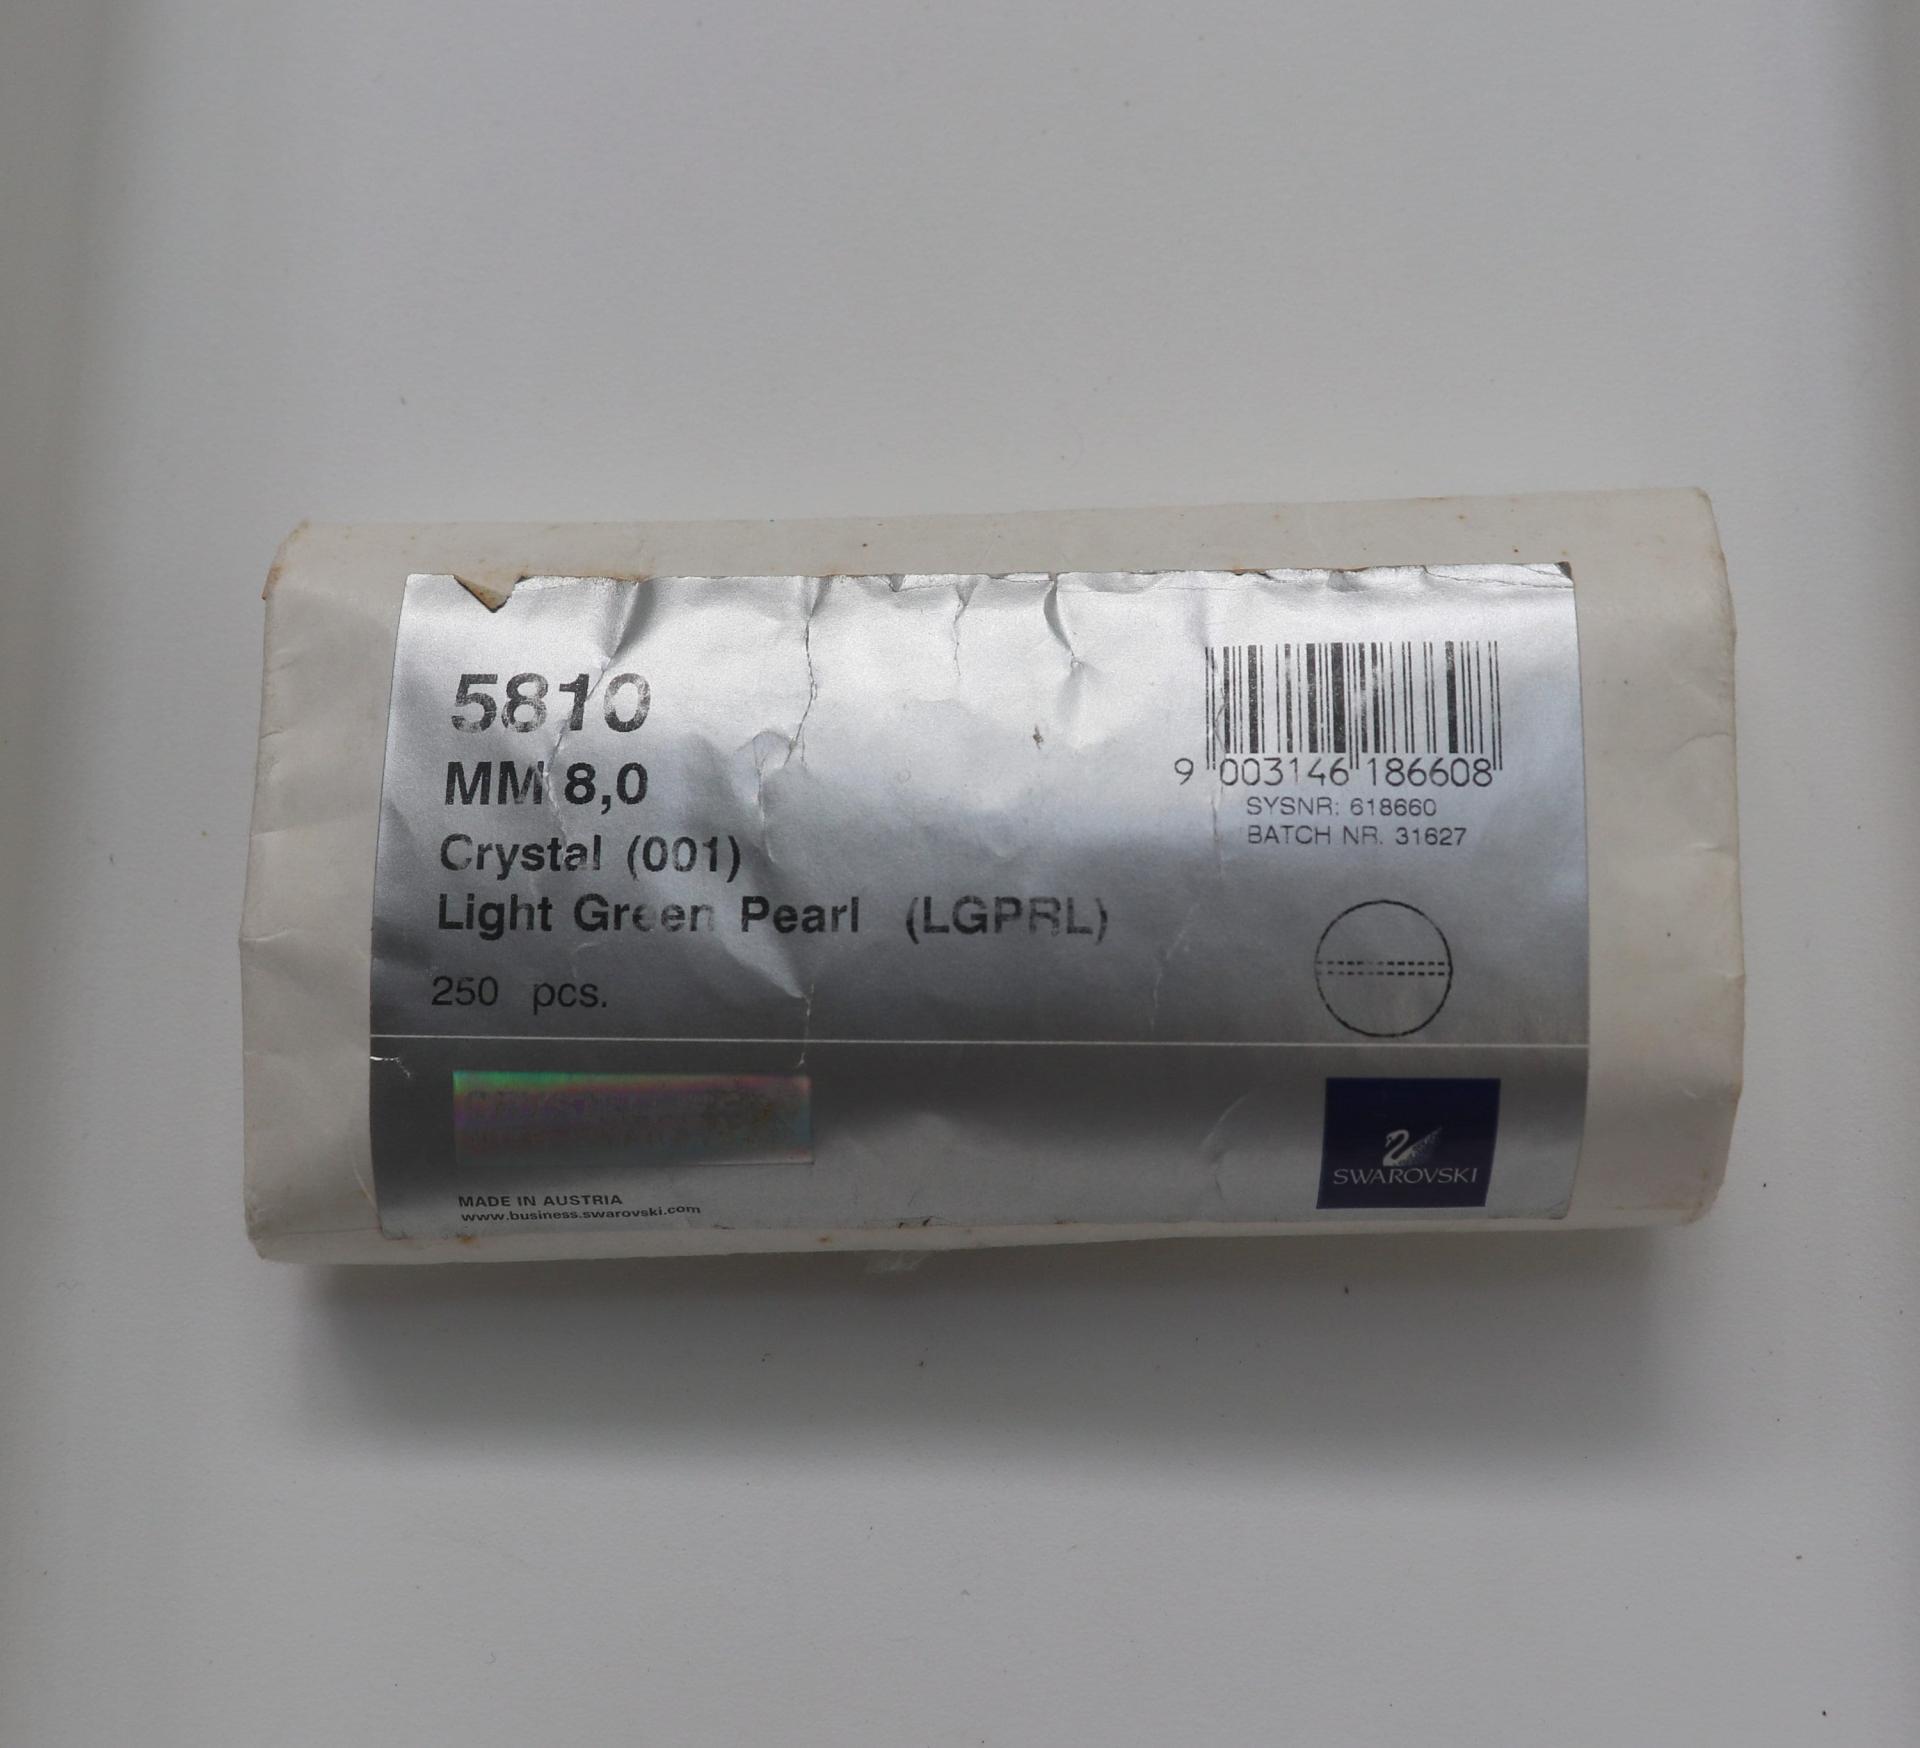 5810
MM 8,0
Crystal (001)
Light Green Pearl (LGPRL)
250 pcs.
9 003146 186608
SYSNR: 618660
BATCH NR. 31627
MADE IN AUSTRIA
www.business.swarovski.com
SWAROVSKI